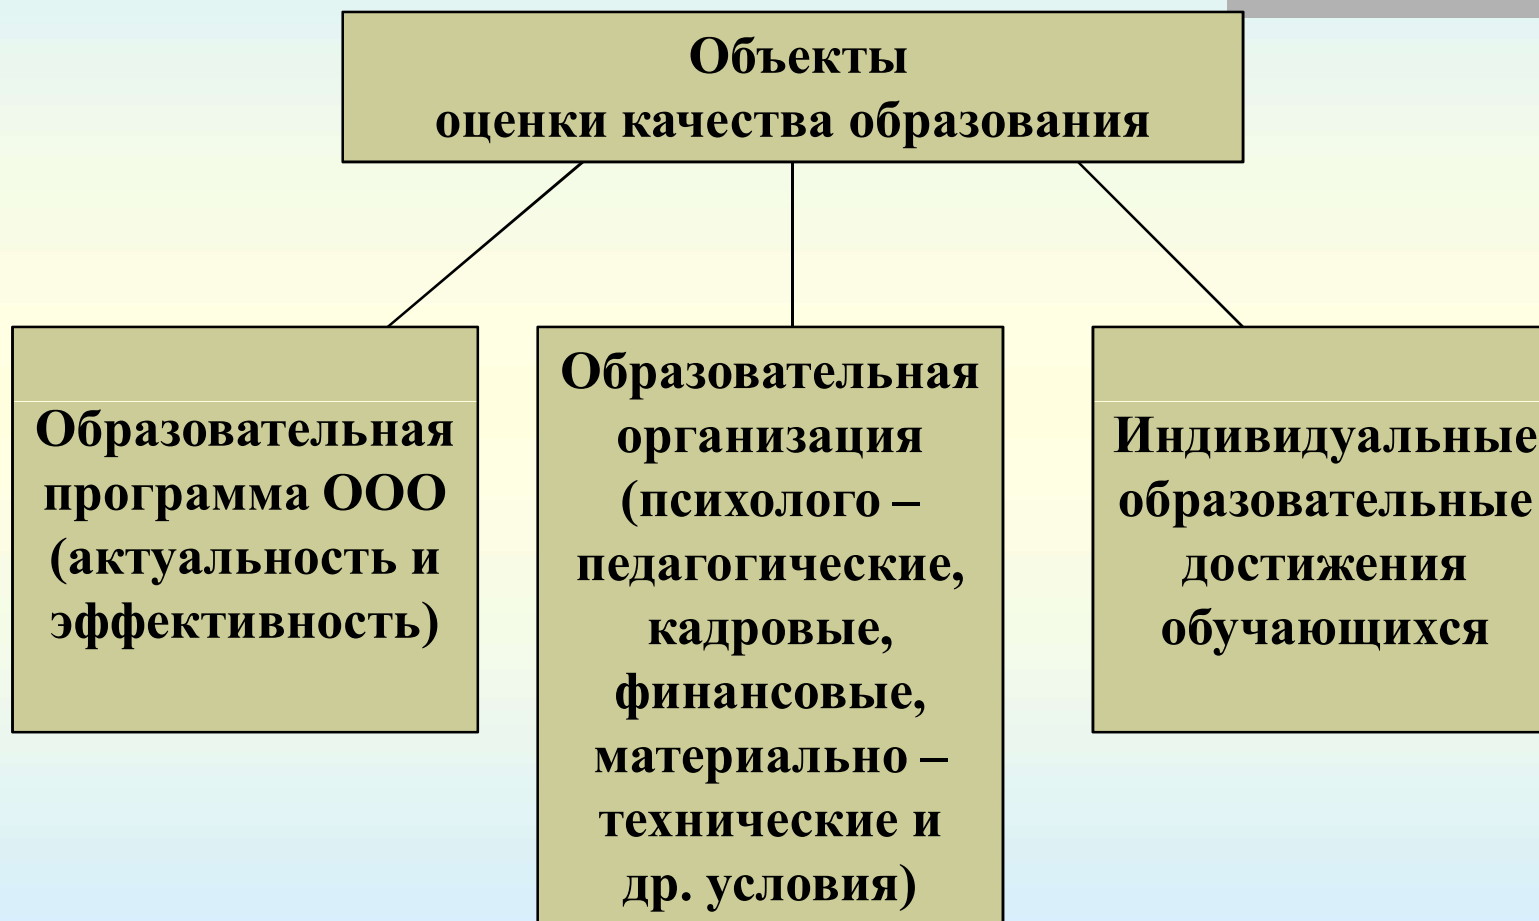 Объекты
оценки качества образования
Образовательная
программа ООО
(актуальность и
эффективность)
Образовательная
организация
(психолого –
педагогические,
кадровые,
финансовые,
материально –
технические и
др. условия)
Индивидуальные
образовательные
достижения
обучающихся